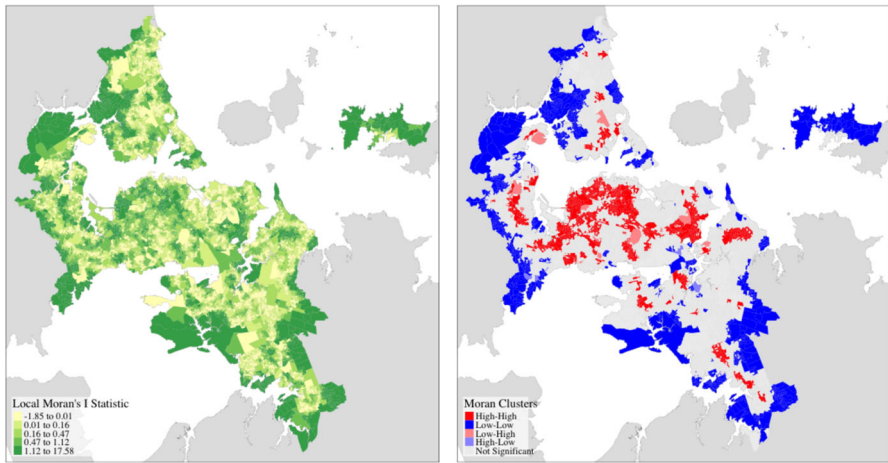 Local Moran's I Statistic
-1.85 to 0.01
0.01 to 0.16
0.16 to 0.47
0.47 to 1.12
1.12 to 17.58
Moran Clusters
High-High
Low-Low
Low-High
High-Low
Not Significant